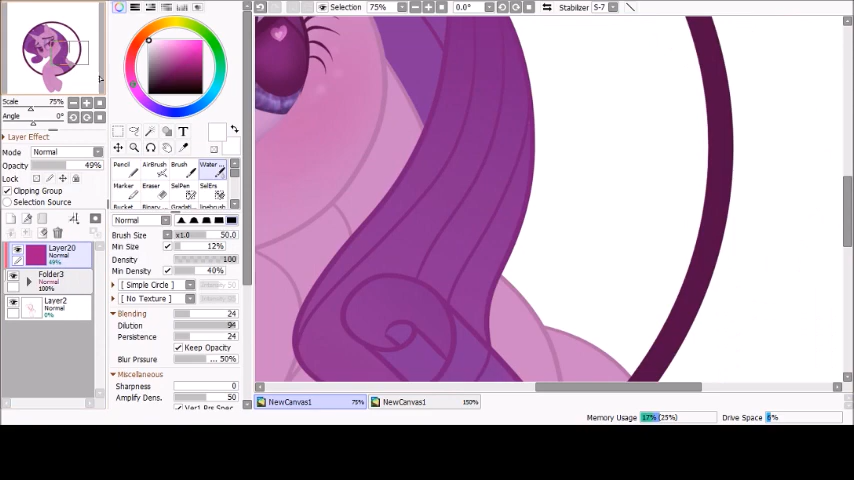 Selection 75% 0.0° Stabilizer S-7
Scale 75%
Angle 0°
Layer Effect
Mode Normal
Opacity 49%
Lock
Clipping Group
Selection Source
Layer20
Normal
49%
Folder3
Normal
100%
Layer2
Normal
0%
T
Pencil AirBrush Brush Water ...
Marker Eraser SelPen SelErs
Bucket Binary
Normal
Brush Size x1.0 50.0
Min Size 12%
Density 100
Min Density 40%
[ Simple Circle ]
[ No Texture ]
Blending 24
Dilution 94
Persistence 24
Keep Opacity
Blur Prssure ... 50%
Miscellaneous
Sharpness 0
Amplify Dens. 50
NewCanvas1 75% NewCanvas1 150%
Memory Usage 17% (25%) Drive Space 6%